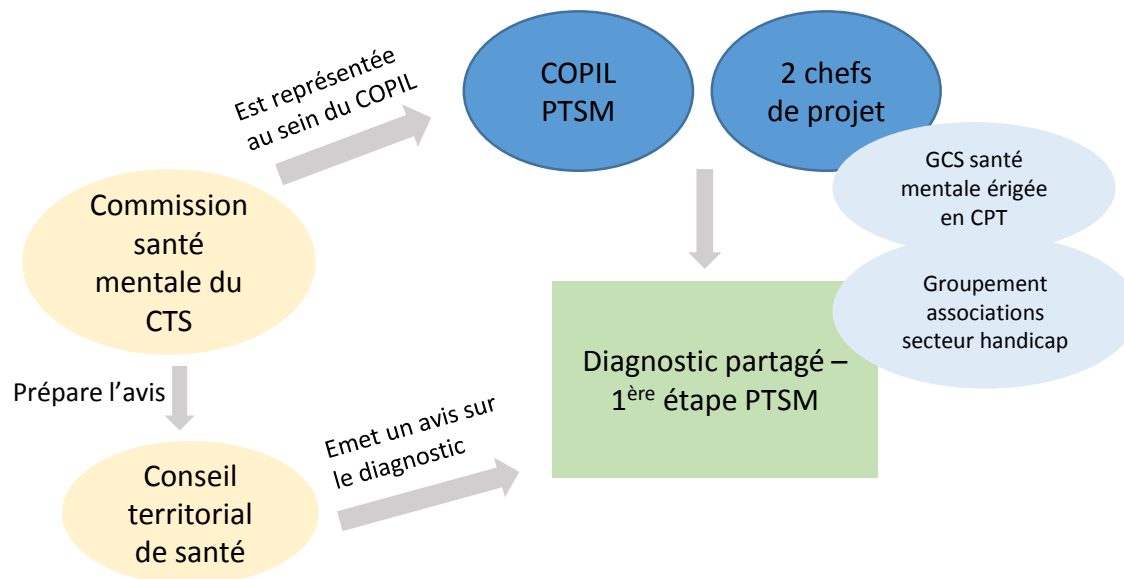 Est représentée
au sein du COPIL
COPIL
PTSM
2 chefs
de projet
GCS santé
mentale érigée
en CPT
Groupement
associations
secteur handicap
Commission
santé
mentale du
CTS
Prépare l’avis
Conseil
territorial
de santé
Emet un avis sur
le diagnostic
Diagnostic partagé –
1ère étape PTSM